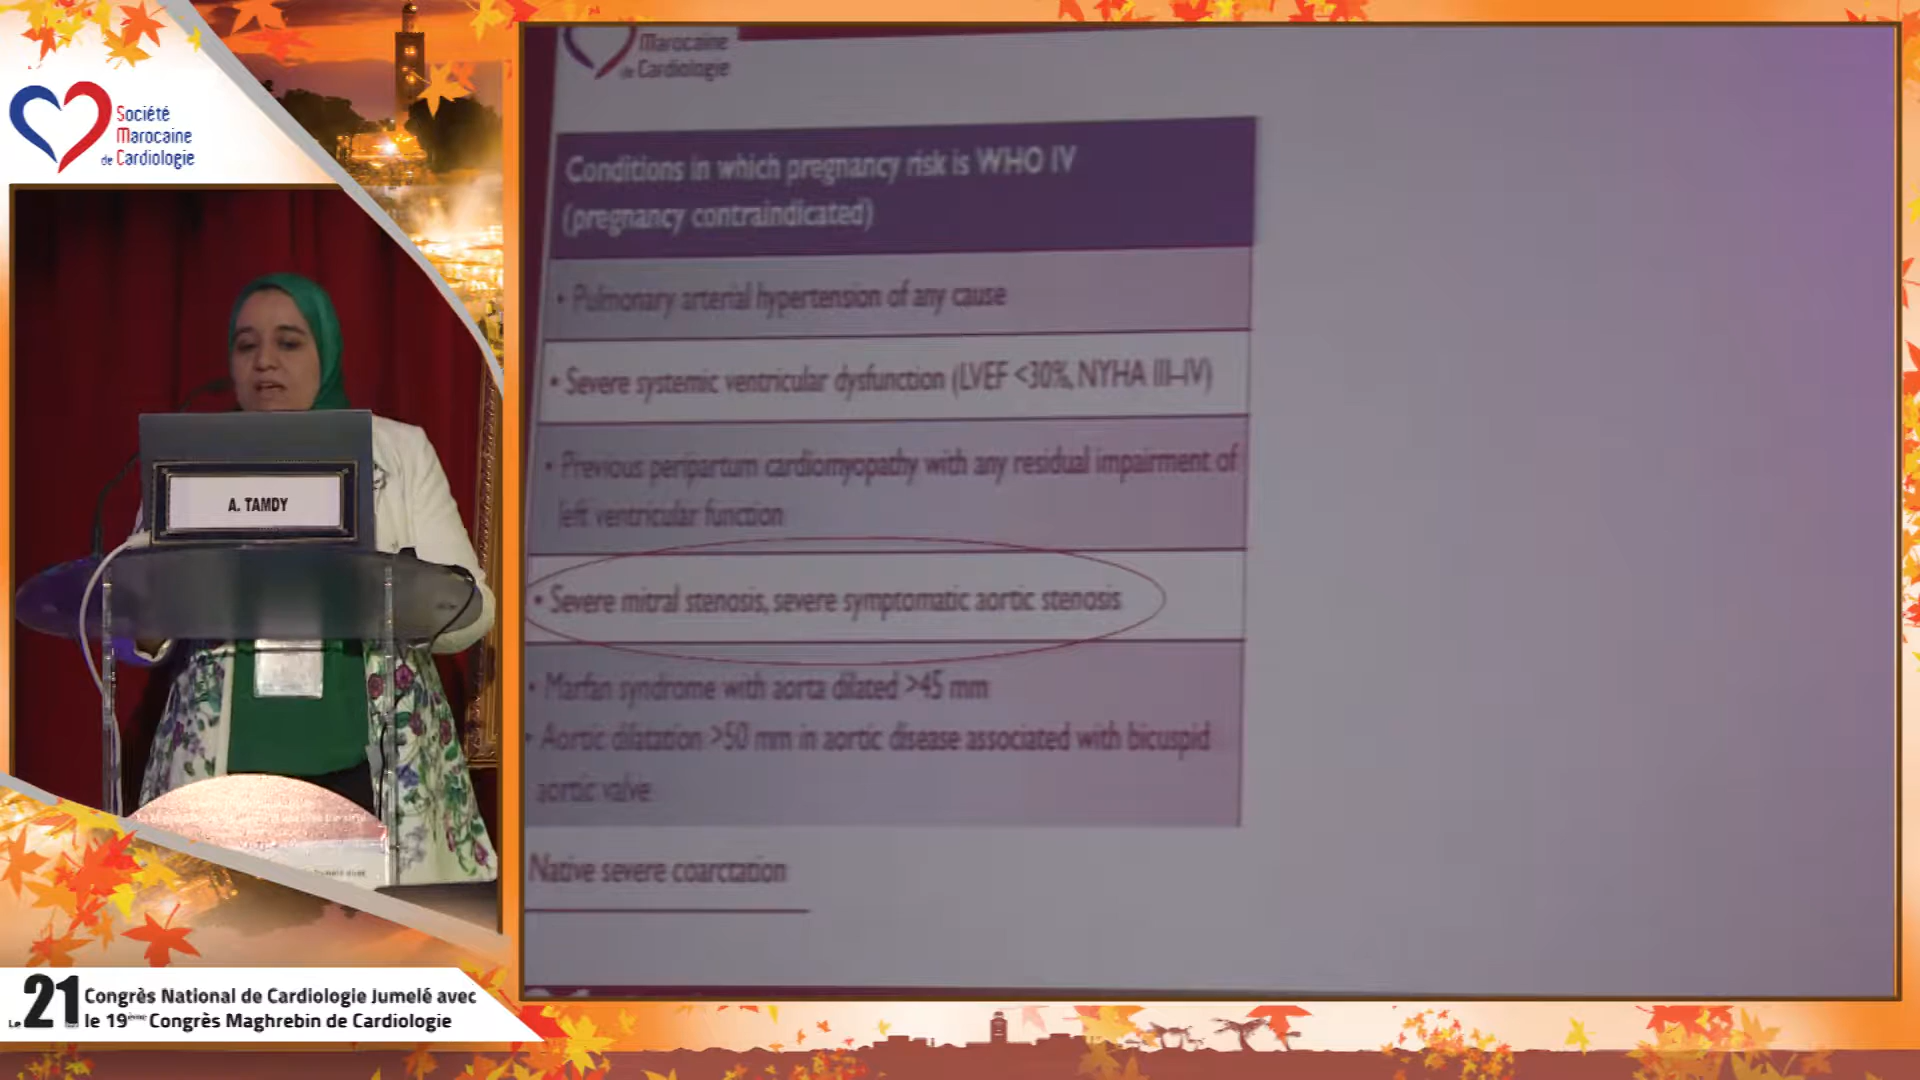 Société
Marocaine
de Cardiologie
A. TAMDY
Le 21 Congrès National de Cardiologie Jumelé avec
le 19ème Congrès Maghrebin de Cardiologie
Marocaine
de Cardiologie
Conditions in which pregnancy risk is WHO IV
(pregnancy contraindicated)
• Pulmonary arterial hypertension of any cause
• Severe systemic ventricular dysfunction (LVEF <30%, NYHA III–IV)
• Previous peripartum cardiomyopathy with any residual impairment of
left ventricular function
• Severe mitral stenosis, severe symptomatic aortic stenosis
• Marfan syndrome with aorta dilated >45 mm
• Aortic dilatation >50 mm in aortic disease associated with bicuspid
aortic valve
Native severe coarctation